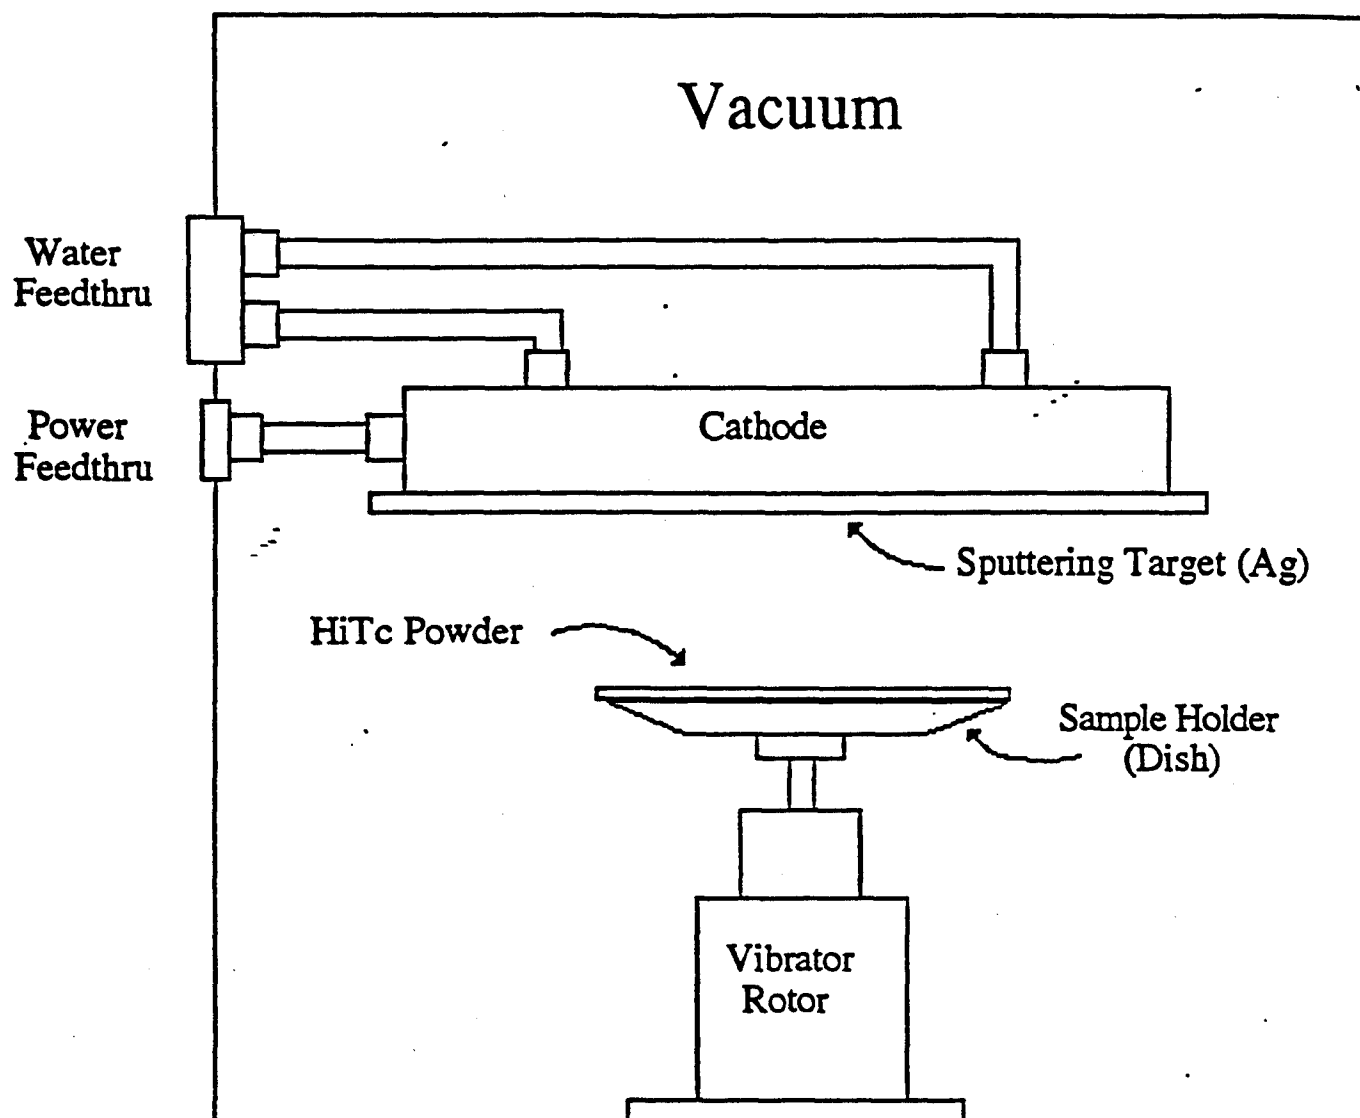 Vacuum
Water
Feedthru
Power
Feedthru
Cathode
Sputtering Target (Ag)
HiTc Powder
Sample Holder
(Dish)
Vibrator
Rotor